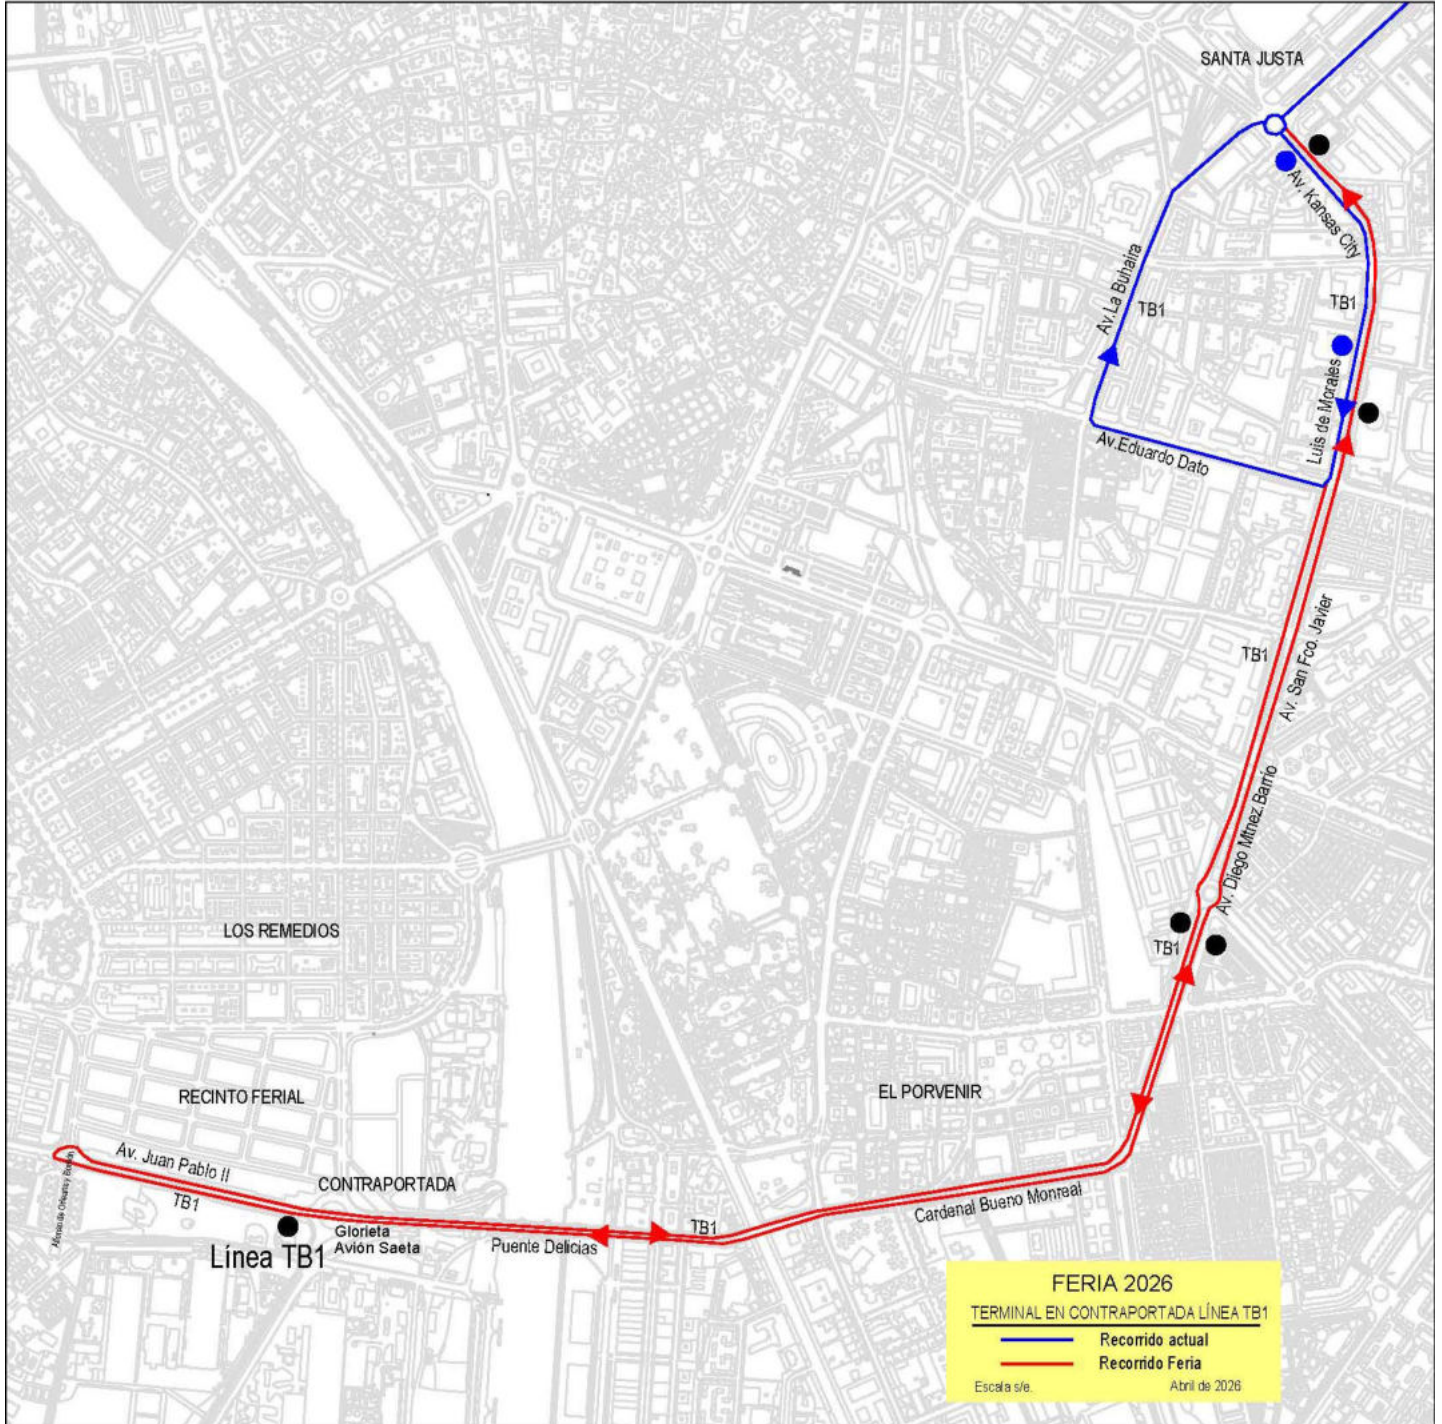 SANTA JUSTA
Av. Kansas City
Av.La Buhaira
TB1
TB1
Luis de Morales
Av.Eduardo Dato
TB1
Av. San Fco. Javier
Av. Diego Mtnez.Barrio
LOS REMEDIOS
TB1
RECINTO FERIAL
EL PORVENIR
Av. Juan Pablo II
CONTRAPORTADA
TB1
Cardenal Bueno Monreal
Glorieta
Avión Saeta
TB1
Puente Delicias
Línea TB1
FERIA 2026
TERMINAL EN CONTRAPORTADA LÍNEA TB1
Recorrido actual
Recorrido Feria
Escala s/e.
Abril de 2026